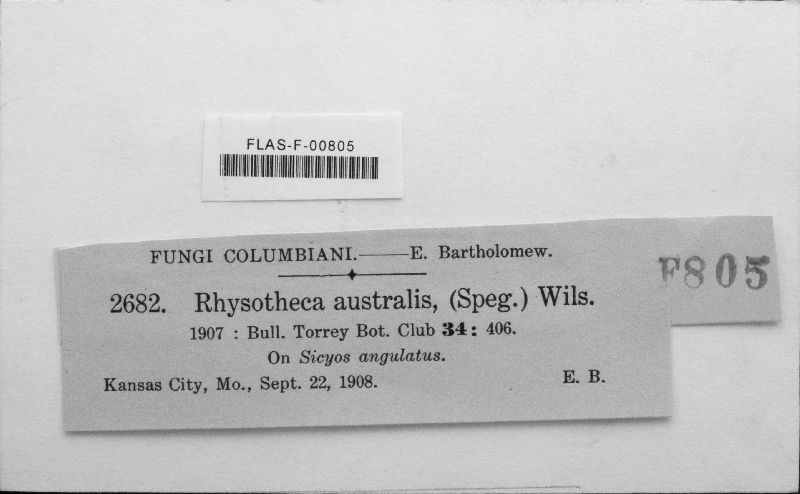 FLAS-F-00805
FUNGI COLUMBIANI.——E. Bartholomew.
F805
2682. Rhysotheca australis, (Speg.) Wils.
1907 : Bull. Torrey Bot. Club 34: 406.
On Sicyos angulatus.
Kansas City, Mo., Sept. 22, 1908. E. B.